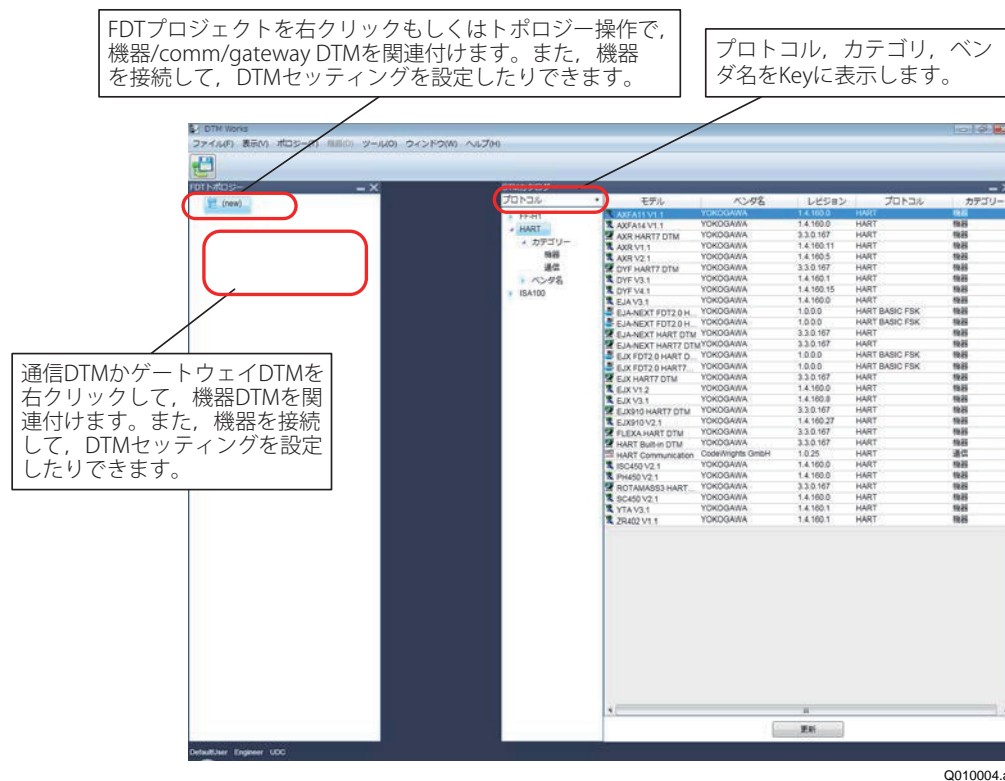 FDTプロジェクトを右クリックもしくはトポロジー操作で，
機器/comm/gateway DTMを関連付けます。また，機器
を接続して，DTMセッティングを設定したりできます。
プロトコル，カテゴリ，ベン
ダ名をKeyに表示します。
DTM Works
ファイル(F) 表示(V) ポロジー(T) 機器(D) ツール(O) ウィンドウ(W) ヘルプ(H)
FDTトポロジー
(new)
DTMカタログ
プロトコル
FF-H1
HART
カテゴリー
機器
通信
ベンダ名
ISA100
モデル ベンダ名 レビジョン プロトコル カテゴリー
AXFA11 V1.1 YOKOGAWA 1.4.160.0 HART 機器
AXFA14 V1.1 YOKOGAWA 1.4.160.0 HART 機器
AXR HART7 DTM YOKOGAWA 3.3.0.167 HART 機器
AXR V1.1 YOKOGAWA 1.4.160.11 HART 機器
AXR V2.1 YOKOGAWA 1.4.160.5 HART 機器
DYF HART7 DTM YOKOGAWA 3.3.0.167 HART 機器
DYF V3.1 YOKOGAWA 1.4.160.1 HART 機器
DYF V4.1 YOKOGAWA 1.4.160.15 HART 機器
EJA V3.1 YOKOGAWA 1.4.160.0 HART 機器
EJA-NEXT FDT2.0 H... YOKOGAWA 1.0.0.0 HART BASIC FSK 機器
EJA-NEXT FDT2.0 H... YOKOGAWA 1.0.0.0 HART BASIC FSK 機器
EJA-NEXT HART DTM YOKOGAWA 3.3.0.167 HART 機器
EJA-NEXT HART7 DTM YOKOGAWA 3.3.0.167 HART 機器
EJX FDT2.0 HART D... YOKOGAWA 1.0.0.0 HART BASIC FSK 機器
EJX FDT2.0 HART7... YOKOGAWA 1.0.0.0 HART BASIC FSK 機器
EJX HART7 DTM YOKOGAWA 3.3.0.167 HART 機器
EJX V1.2 YOKOGAWA 1.4.160.0 HART 機器
EJX V3.1 YOKOGAWA 1.4.160.8 HART 機器
EJX910 HART7 DTM YOKOGAWA 3.3.0.167 HART 機器
EJX910 V2.1 YOKOGAWA 1.4.160.27 HART 機器
FLEXA HART DTM YOKOGAWA 3.3.0.167 HART 機器
HART Built-in DTM YOKOGAWA 3.3.0.167 HART 機器
HART Communication CodeWrights GmbH 1.0.25 HART 通信
ISC450 V2.1 YOKOGAWA 1.4.160.0 HART 機器
PH450 V2.1 YOKOGAWA 1.4.160.0 HART 機器
ROTAMASS3 HART... YOKOGAWA 3.3.0.167 HART 機器
SC450 V2.1 YOKOGAWA 1.4.160.0 HART 機器
YTA V3.1 YOKOGAWA 1.4.160.1 HART 機器
ZR402 V1.1 YOKOGAWA 1.4.160.1 HART 機器
通信DTMかゲートウェイDTMを
右クリックして，機器DTMを関
連付けます。また，機器を接続
して，DTMセッティングを設定
したりできます。
更新
DefaultUser Engineer UDC
Q010004.a